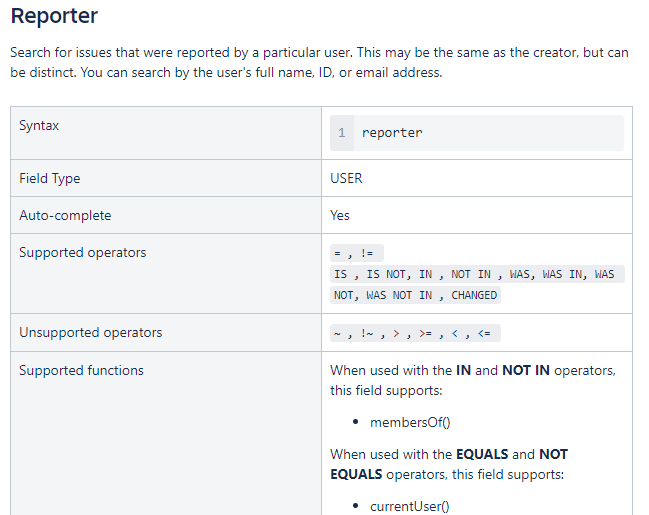 Reporter
Search for issues that were reported by a particular user. This may be the same as the creator, but can
be distinct. You can search by the user's full name, ID, or email address.
Syntax
1 reporter
Field Type
USER
Auto-complete
Yes
Supported operators
= , !=
IS , IS NOT, IN , NOT IN , WAS, WAS IN, WAS
NOT, WAS NOT IN , CHANGED
Unsupported operators
~ , !~ , > , >= , < , <=
Supported functions
When used with the IN and NOT IN operators,
this field supports:
• membersOf()
When used with the EQUALS and NOT
EQUALS operators, this field supports:
• currentUser()